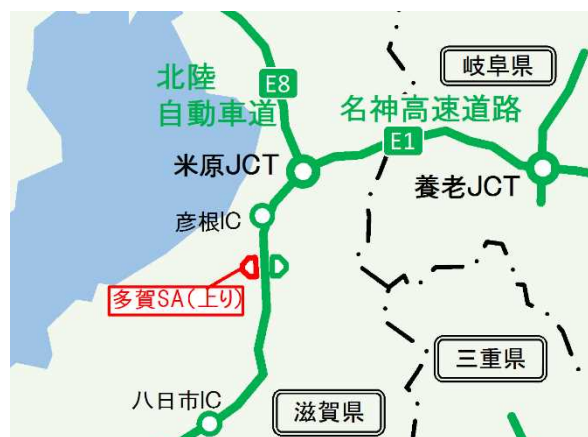 岐阜県
北陸
自動車道
E8
名神高速道路
E1
米原JCT
養老JCT
彦根IC
多賀SA(上り)
三重県
八日市IC
滋賀県